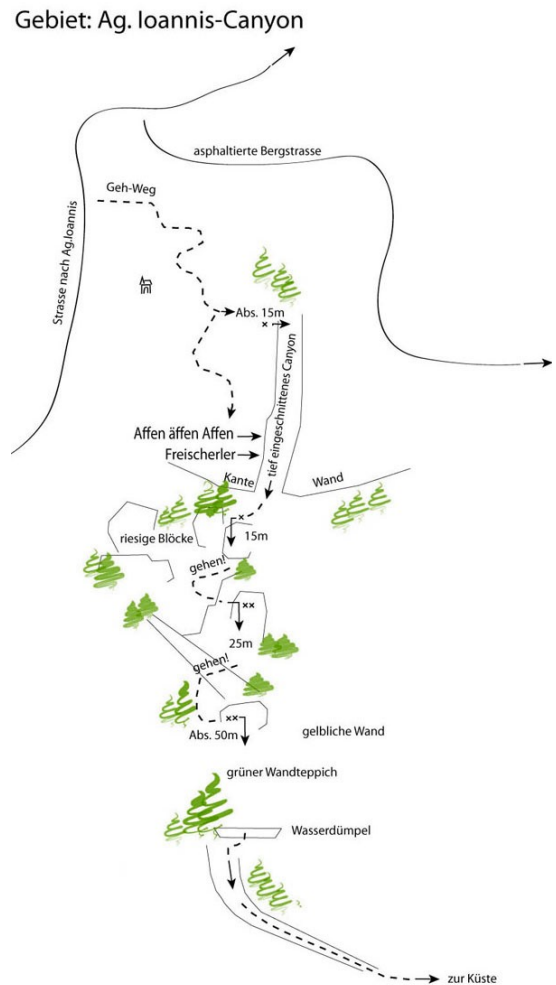 Gebiet: Ag. Ioannis-Canyon
asphaltierte Bergstrasse
Geh-Weg
Strasse nach Ag.Ioannis
Abs. 15m
tief eingeschnittenes Canyon
Affen äffen Affen
Freischerler
Kante
Wand
riesige Blöcke
15m
gehen!
25m
gehen!
Abs. 50m
gelbliche Wand
grüner Wandteppich
Wasserdümpel
zur Küste